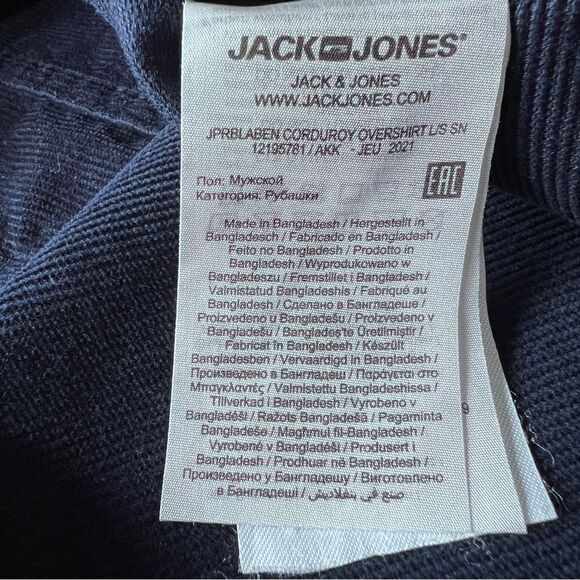 JACK JONES®
JACK & JONES
WWW.JACKJONES.COM
JPRBLABEN CORDUROY OVERSHIRT L/S SN
12195781 / AKK - JEU 2021
Пол: Мужской
Категория: Рубашки
EAC
Made in Bangladesh / Hergestellt in
Bangladesch / Fabricado en Bangladesh /
Feito no Bangladesh / Prodotto in
Bangladesh / Wyprodukowano w
Bangladeszu / Fremstillet i Bangladesh /
Valmistatud Bangladeshis / Fabriqué au
Bangladesh / Сделано в Бангладеше /
Proizvedeno u Bangladešu / Proizvedeno v
Bangladešu / Bangladeş'te Üretilmiştir /
Fabricat în Bangladesh / Készült
Bangladesben / Vervaardigd in Bangladesh /
Произведено в Бангладеш / Παράγεται στο
Μπαγκλαντές / Valmistettu Bangladeshissa /
Tillverkad i Bangladesh / Vyrobeno v
Bangladéši / Ražots Bangladešā / Pagaminta
Bangladeše / Magħmul fil-Bangladesh /
Vyrobené v Bangladéši / Produsert i
Bangladesh / Prodhuar në Bangladesh /
Произведено у Бангладешу / Виготовлено
в Бангладеші / صنع في بنغلاديش
9